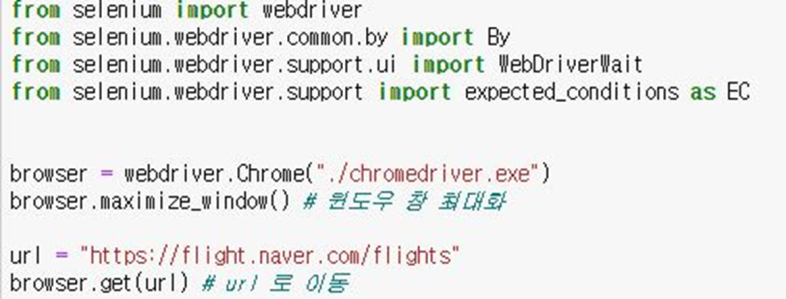 from selenium import webdriver
from selenium.webdriver.common.by import By
from selenium.webdriver.support.ui import WebDriverWait
from selenium.webdriver.support import expected_conditions as EC
browser = webdriver.Chrome("./chromedriver.exe")
browser.maximize_window() # 윈도우 창 최대화
url = "https://flight.naver.com/flights"
browser.get(url) # url 로 이동